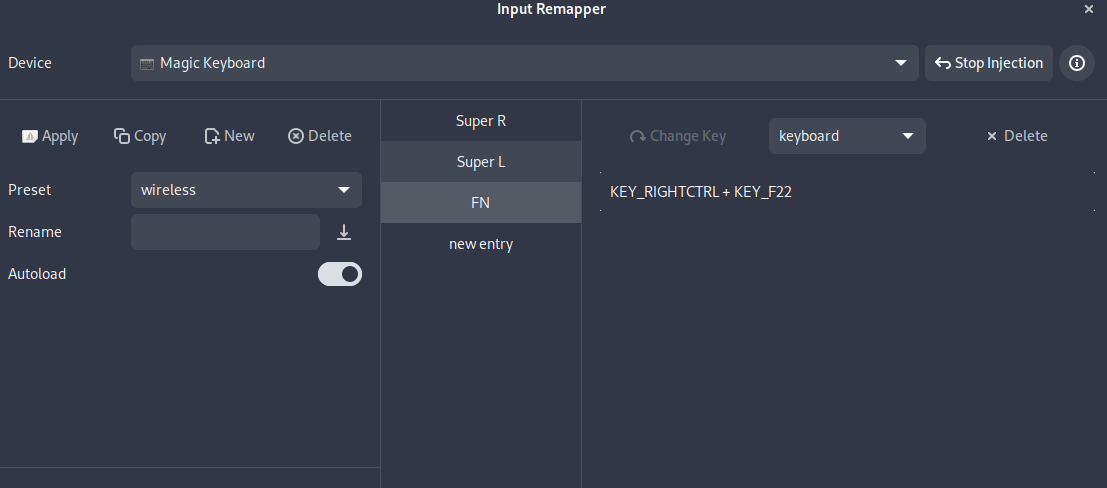 Input Remapper
Device Magic Keyboard Stop Injection
Apply Copy New Delete
Preset wireless
Rename
Autoload
Super R
Super L
FN
new entry
Change Key keyboard Delete
KEY_RIGHTCTRL + KEY_F22